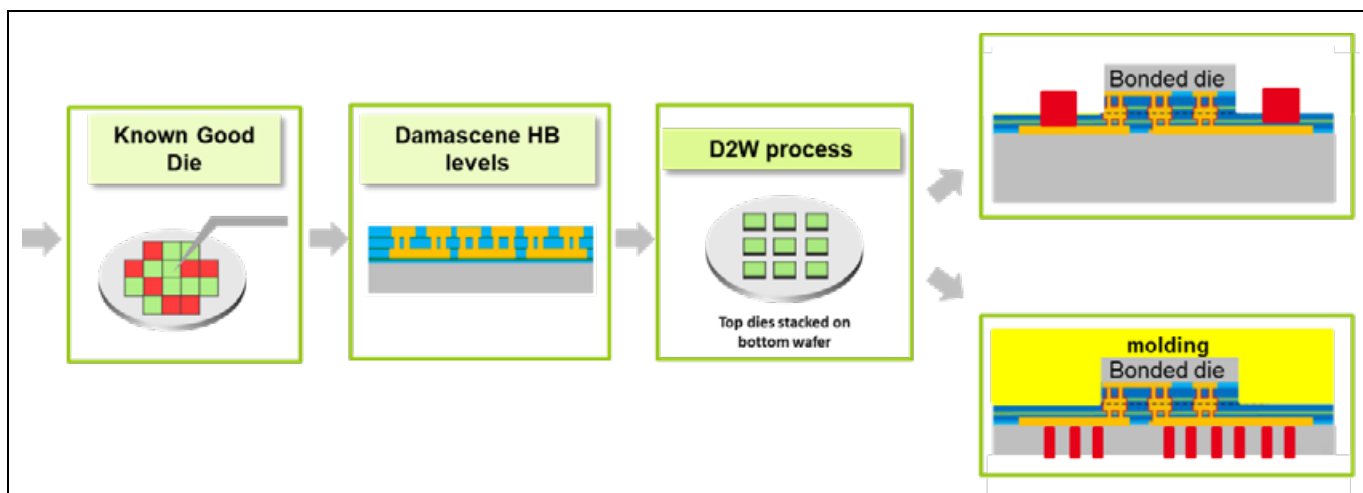 Known Good
Die
Damascene HB
levels
D2W process
Top dies stacked on
bottom wafer
Bonded die
molding
Bonded die